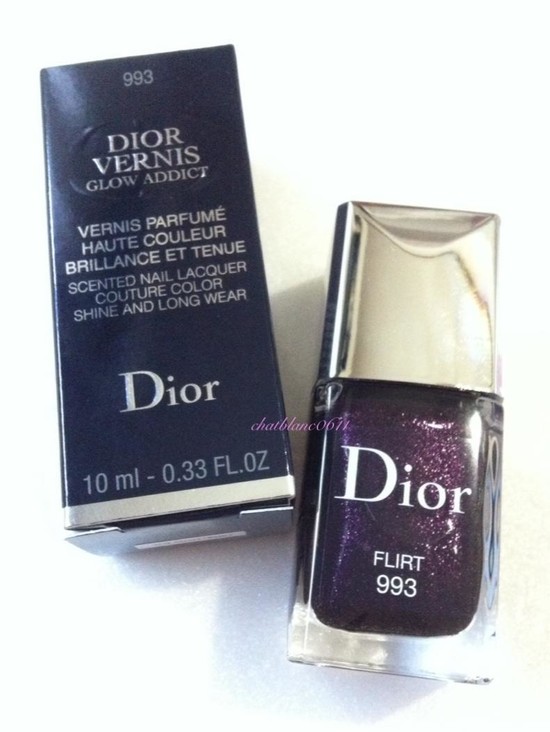 993
DIOR
VERNIS
GLOW ADDICT
VERNIS PARFUMÉ
HAUTE COULEUR
BRILLANCE ET TENUE
SCENTED NAIL LACQUER
COUTURE COLOR
SHINE AND LONG WEAR
Dior
10 ml - 0.33 FL.OZ
chatblanc0611
Dior
FLIRT
993